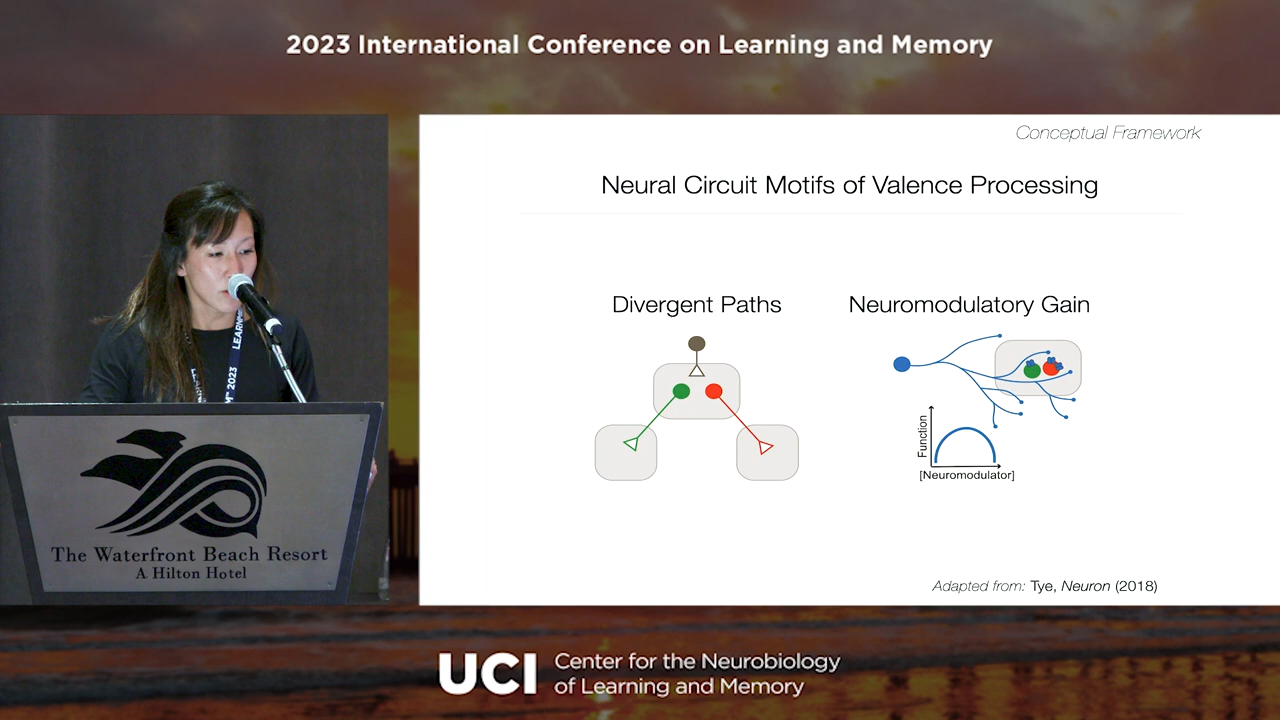 2023 International Conference on Learning and Memory
Conceptual Framework
Neural Circuit Motifs of Valence Processing
Divergent Paths
Neuromodulatory Gain
Function
[Neuromodulator]
Adapted from: Tye, Neuron (2018)
2023
The Waterfront Beach Resort
A Hilton Hotel
UCI
Center for the Neurobiology
of Learning and Memory